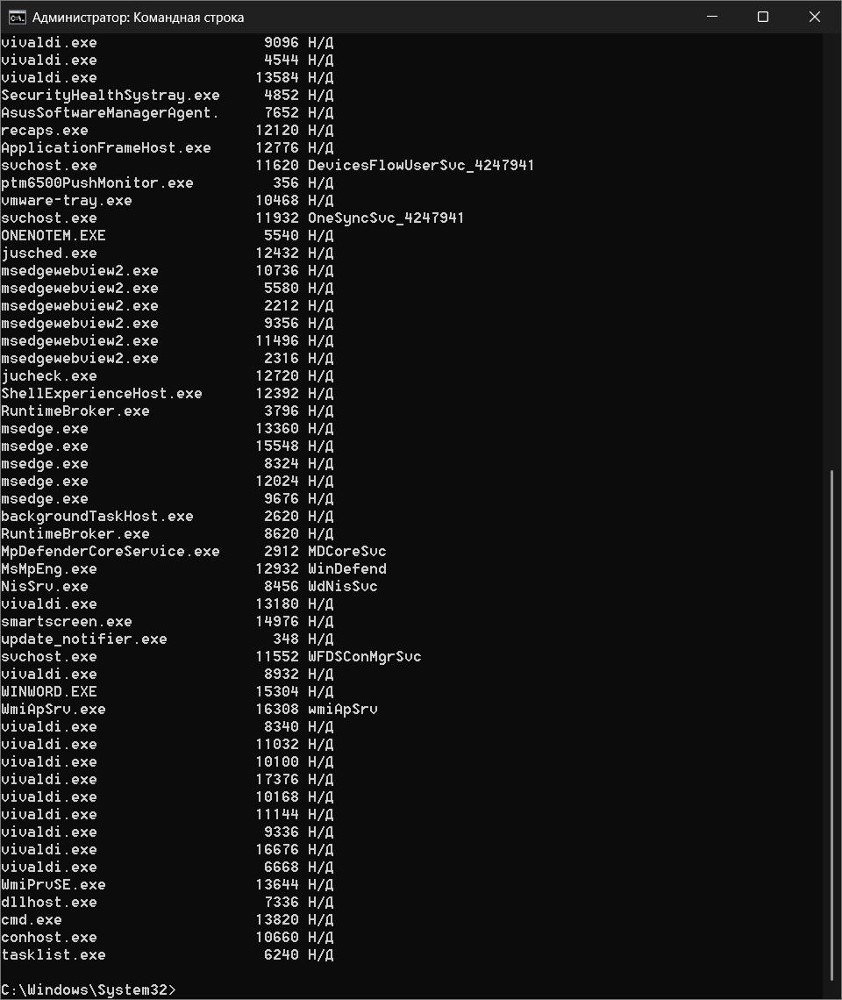 Администратор: Командная строка
vivaldi.exe 9096 Н/Д
vivaldi.exe 4544 Н/Д
vivaldi.exe 13584 Н/Д
SecurityHealthSystray.exe 4852 Н/Д
AsusSoftwareManagerAgent. 7652 Н/Д
recaps.exe 12120 Н/Д
ApplicationFrameHost.exe 12776 Н/Д
svchost.exe 11620 DevicesFlowUserSvc_4247941
ptm6500PushMonitor.exe 356 Н/Д
vmware-tray.exe 10468 Н/Д
svchost.exe 11932 OneSyncSvc_4247941
ONENOTEM.EXE 5540 Н/Д
jusched.exe 12432 Н/Д
msedgewebview2.exe 10736 Н/Д
msedgewebview2.exe 5580 Н/Д
msedgewebview2.exe 2212 Н/Д
msedgewebview2.exe 9356 Н/Д
msedgewebview2.exe 11496 Н/Д
msedgewebview2.exe 2316 Н/Д
jucheck.exe 12720 Н/Д
ShellExperienceHost.exe 12392 Н/Д
RuntimeBroker.exe 3796 Н/Д
msedge.exe 13360 Н/Д
msedge.exe 15548 Н/Д
msedge.exe 8324 Н/Д
msedge.exe 12024 Н/Д
msedge.exe 9676 Н/Д
backgroundTaskHost.exe 2620 Н/Д
RuntimeBroker.exe 8620 Н/Д
MpDefenderCoreService.exe 2912 MDCoreSvc
MsMpEng.exe 12932 WinDefend
NisSrv.exe 8456 WdNisSvc
vivaldi.exe 13180 Н/Д
smartscreen.exe 14976 Н/Д
update_notifier.exe 348 Н/Д
svchost.exe 11552 WFDSConMgrSvc
vivaldi.exe 8932 Н/Д
WINWORD.EXE 15304 Н/Д
WmiApSrv.exe 16308 wmiApSrv
vivaldi.exe 8340 Н/Д
vivaldi.exe 11032 Н/Д
vivaldi.exe 10100 Н/Д
vivaldi.exe 17376 Н/Д
vivaldi.exe 10168 Н/Д
vivaldi.exe 11144 Н/Д
vivaldi.exe 9336 Н/Д
vivaldi.exe 16676 Н/Д
vivaldi.exe 6668 Н/Д
WmiPrvSE.exe 13644 Н/Д
dllhost.exe 7336 Н/Д
cmd.exe 13820 Н/Д
conhost.exe 10660 Н/Д
tasklist.exe 6240 Н/Д
C:\Windows\System32>